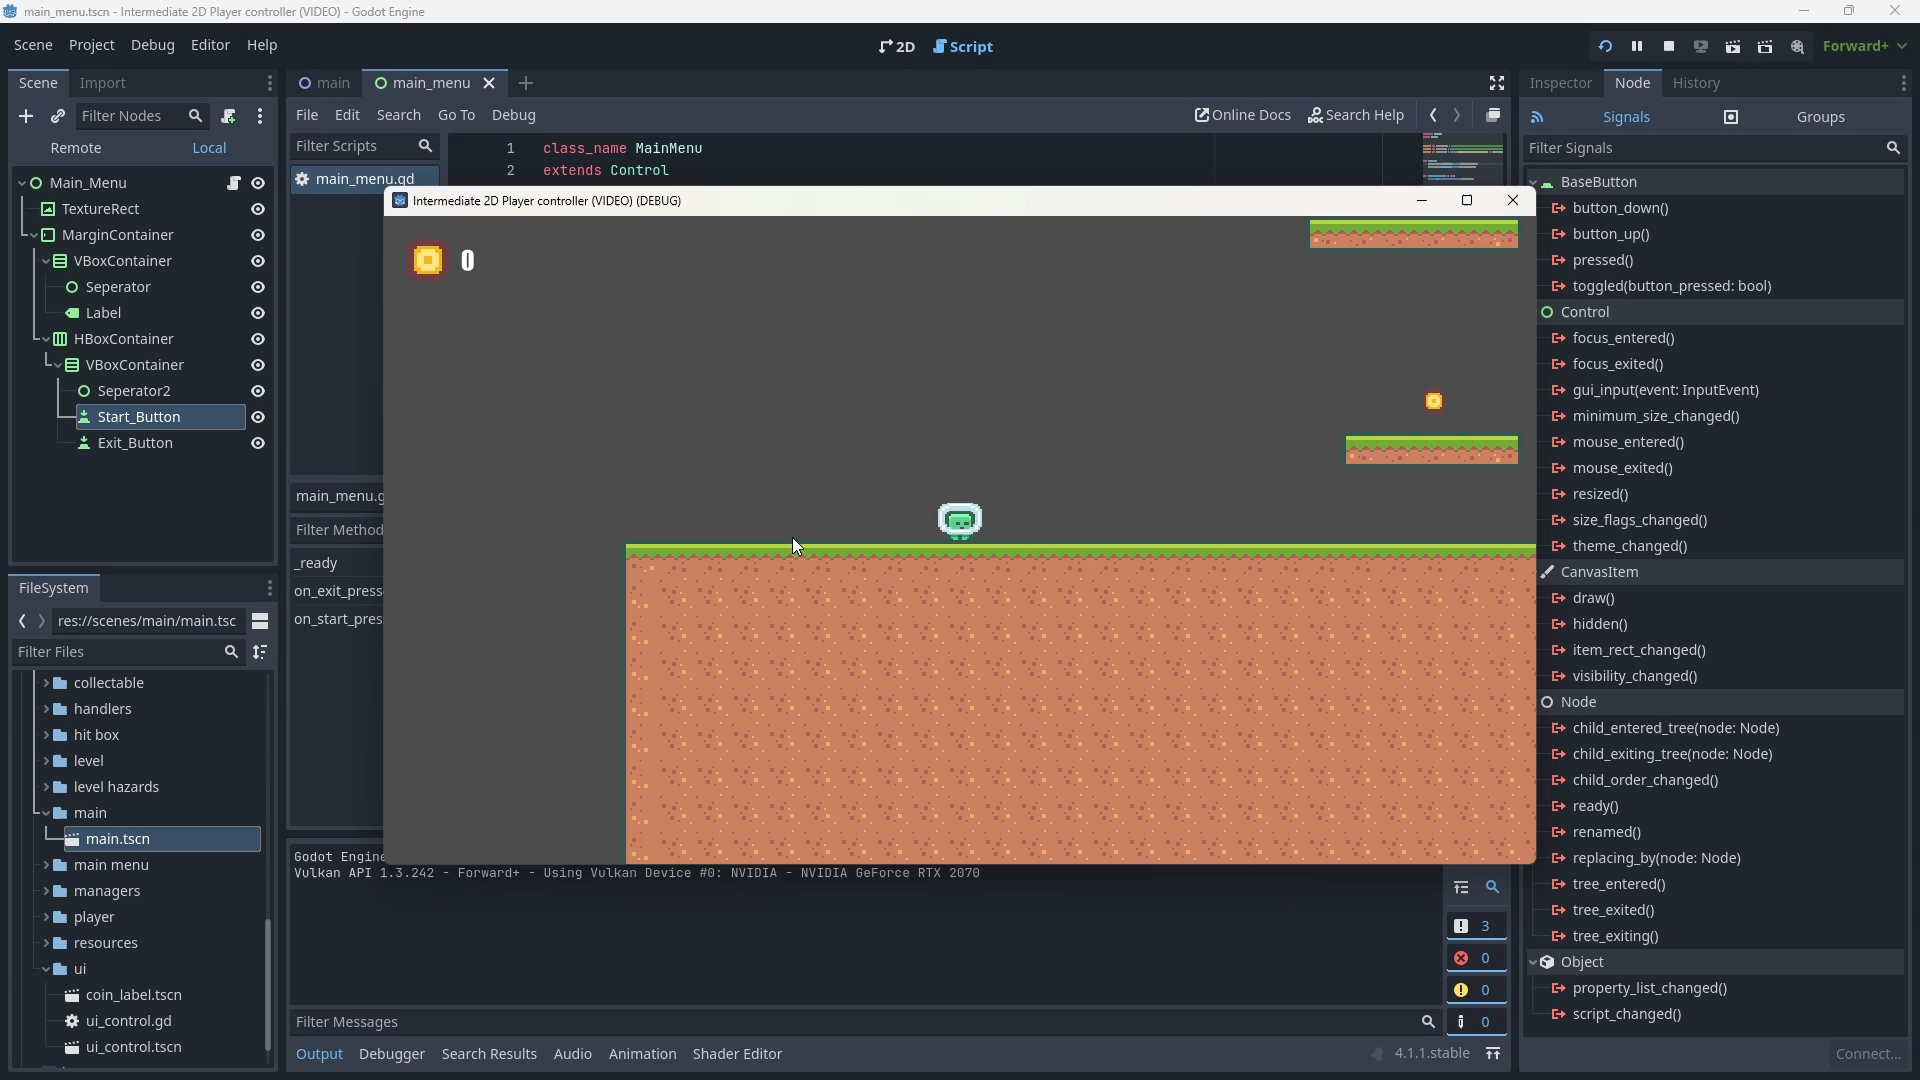 main_menu.tscn - Intermediate 2D Player controller (VIDEO) - Godot Engine
Scene Project Debug Editor Help
2D Script
Forward+
Scene Import
Filter Nodes
Remote Local
Main_Menu
TextureRect
MarginContainer
VBoxContainer
Seperator
Label
HBoxContainer
VBoxContainer
Seperator2
Start_Button
Exit_Button
FileSystem
res://scenes/main/main.tsc
Filter Files
collectable
handlers
hit box
level
level hazards
main
main.tscn
main menu
managers
player
resources
ui
coin_label.tscn
ui_control.gd
ui_control.tscn
main main_menu
File Edit Search Go To Debug
Online Docs Search Help
Filter Scripts
main_menu.gd
1 class_name MainMenu
2 extends Control
main_menu.g
Filter Method
_ready
on_exit_press
on_start_pres
Intermediate 2D Player controller (VIDEO) (DEBUG)
0
Godot Engine
Vulkan API 1.3.242 - Forward+ - Using Vulkan Device #0: NVIDIA - NVIDIA GeForce RTX 2070
3
0
0
0
Filter Messages
Output Debugger Search Results Audio Animation Shader Editor
4.1.1.stable
Inspector Node History
Signals Groups
Filter Signals
BaseButton
button_down()
button_up()
pressed()
toggled(button_pressed: bool)
Control
focus_entered()
focus_exited()
gui_input(event: InputEvent)
minimum_size_changed()
mouse_entered()
mouse_exited()
resized()
size_flags_changed()
theme_changed()
CanvasItem
draw()
hidden()
item_rect_changed()
visibility_changed()
Node
child_entered_tree(node: Node)
child_exiting_tree(node: Node)
child_order_changed()
ready()
renamed()
replacing_by(node: Node)
tree_entered()
tree_exited()
tree_exiting()
Object
property_list_changed()
script_changed()
Connect...